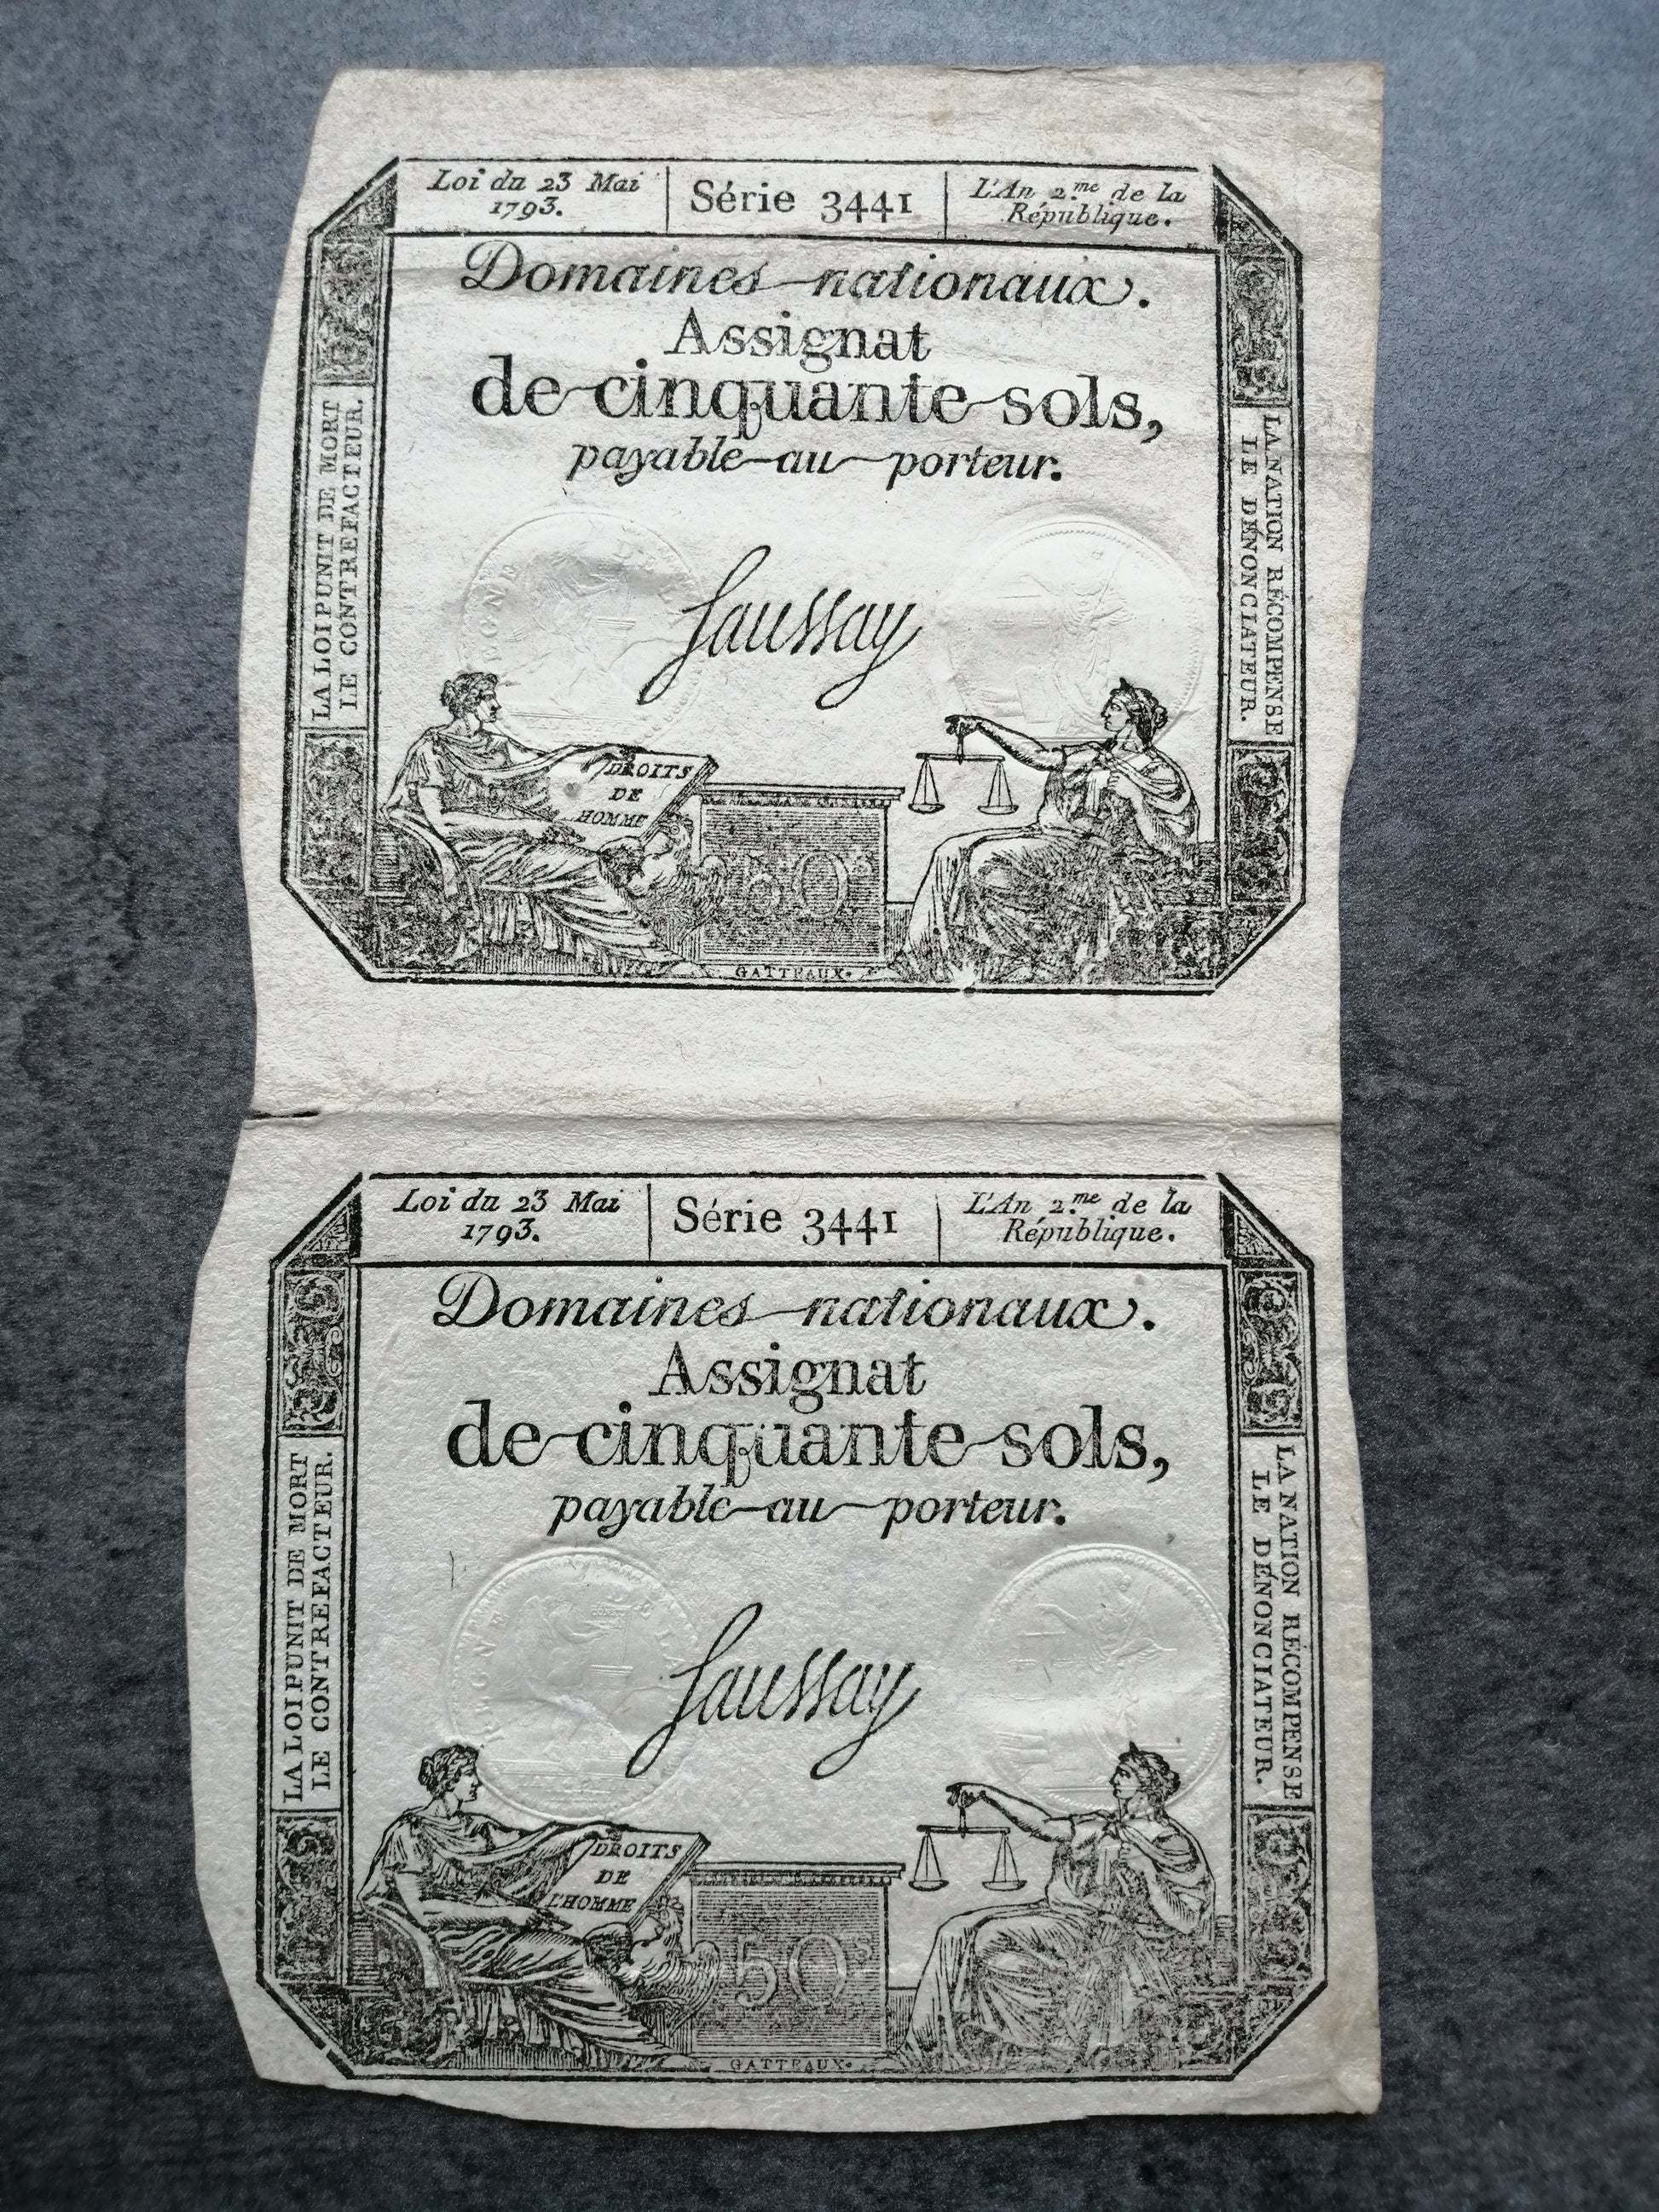 Loi du 23 Mai
1793.
Série 3441
L'An 2.me de la
République.
Domaines nationaux.
Assignat
de cinquante sols,
payable au porteur.
LA LOI PUNIT DE MORT
LE CONTREFACTEUR.
LA NATION RÉCOMPENSE
LE DÉNONCIATEUR.
Saussay
DROITS
DE
HOMME
50s
GATTEAUX.
Loi du 23 Mai
1793.
Série 3441
L'An 2.me de la
République.
Domaines nationaux.
Assignat
de cinquante sols,
payable au porteur.
LA LOI PUNIT DE MORT
LE CONTREFACTEUR.
LA NATION RÉCOMPENSE
LE DÉNONCIATEUR.
Saussay
DROITS
DE
L'HOMME
50s
GATTEAUX.